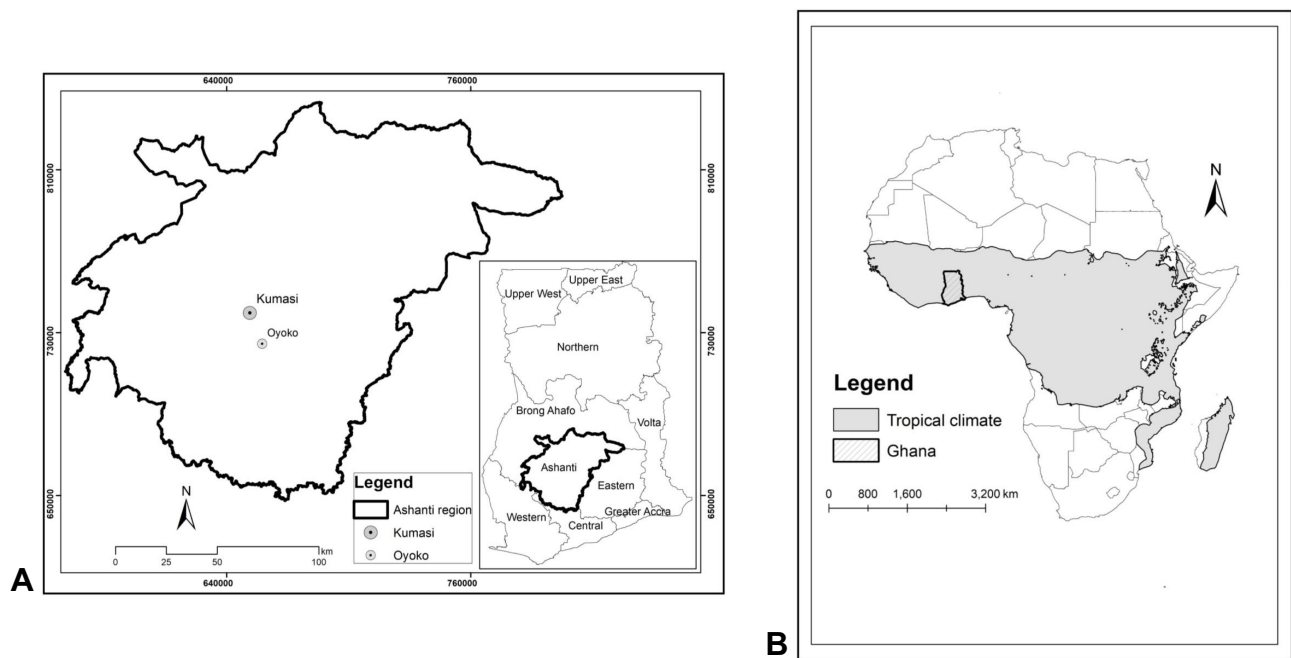 640000
760000
810000
810000
Kumasi
Oyoko
730000
730000
Upper East
Upper West
Northern
Brong Ahafo
Volta
Ashanti
Eastern
Greater Accra
Western
Central
Legend
Ashanti region
Kumasi
Oyoko
650000
650000
N
km
0 25 50 100
640000
760000
A
N
Legend
Tropical climate
Ghana
0 800 1,600 3,200 km
B